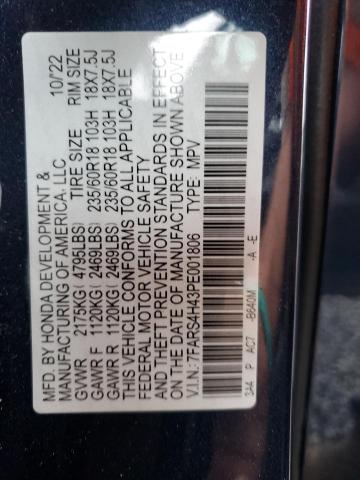 MFD. BY HONDA DEVELOPMENT & 10/22
MANUFACTURING OF AMERICA, LLC
TIRE SIZE RIM SIZE
GVWR 2175KG (4795LBS)
GAWR F 1120KG (2469LBS) 235/60R18 103H 18X7.5J
GAWR R 1120KG (2469LBS) 235/60R18 103H 18X7.5J
THIS VEHICLE CONFORMS TO ALL APPLICABLE
FEDERAL MOTOR VEHICLE SAFETY
AND THEFT PREVENTION STANDARDS IN EFFECT
ON THE DATE OF MANUFACTURE SHOWN ABOVE.
V.I.N.: 7FARS4H43PE001806 TYPE: MPV
3A4 P AC7 -B640M -A -E